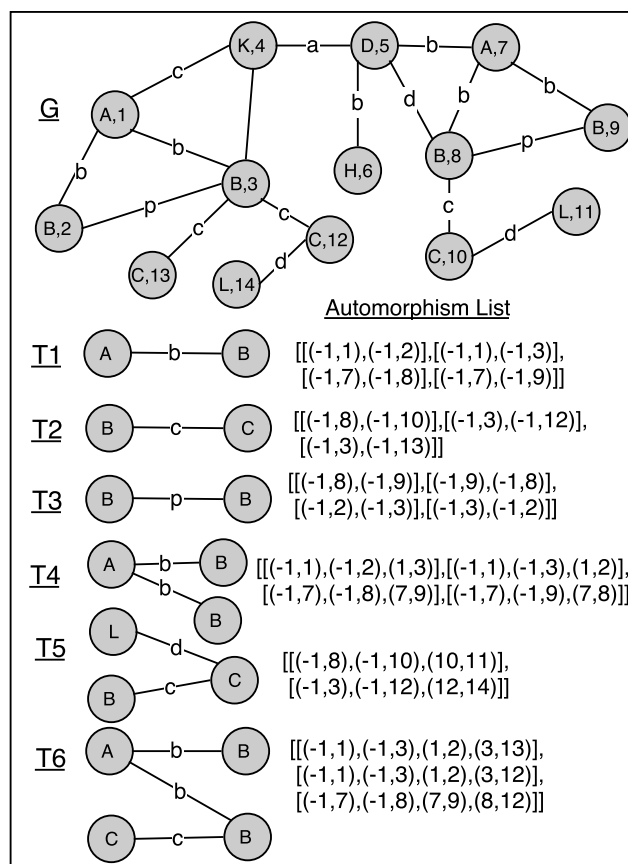 G
K,4
a
D,5
b
A,7
c
A,1
b
b
d
b
b
B,9
p
B,8
b
B,3
H,6
p
B,2
c
c
c
L,11
C,12
d
C,13
d
L,14
C,10
Automorphism List
T1 A b B [[(-1,1),(-1,2)],[(-1,1),(-1,3)],
[(-1,7),(-1,8)],[(-1,7),(-1,9)]]
T2 B c C [[(-1,8),(-1,10)],[(-1,3),(-1,12)],
[(-1,3),(-1,13)]]
T3 B p B [[(-1,8),(-1,9)],[(-1,9),(-1,8)],
[(-1,2),(-1,3)],[(-1,3),(-1,2)]]
T4 A b B [[(-1,1),(-1,2),(1,3)],[(-1,1),(-1,3),(1,2)],
b B [(-1,7),(-1,8),(7,9)],[(-1,7),(-1,9),(7,8)]]
T5 L d
B c C [[(-1,8),(-1,10),(10,11)],
[(-1,3),(-1,12),(12,14)]]
T6 A b B [[(-1,1),(-1,3),(1,2),(3,13)],
b [(-1,1),(-1,3),(1,2),(3,12)],
[(-1,7),(-1,8),(7,9),(8,12)]]
C c B